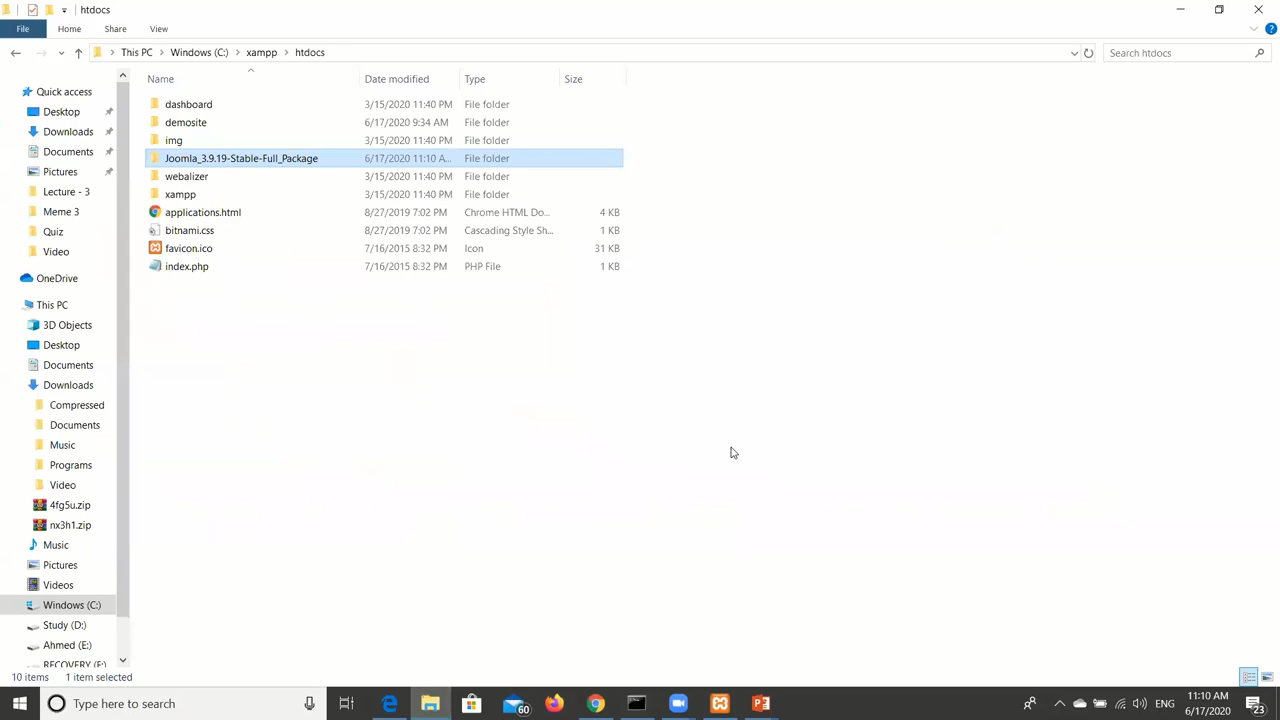 htdocs
File Home Share View
This PC Windows (C:) xampp htdocs Search htdocs
Name Date modified Type Size
Quick access
Desktop
Downloads
Documents
Pictures
Lecture - 3
Meme 3
Quiz
Video
OneDrive
This PC
3D Objects
Desktop
Documents
Downloads
Compressed
Documents
Music
Programs
Video
4fg5u.zip
nx3h1.zip
Music
Pictures
Videos
Windows (C:)
Study (D:)
Ahmed (E:)
RECOVERY (F:)
dashboard 3/15/2020 11:40 PM File folder
demosite 6/17/2020 9:34 AM File folder
img 3/15/2020 11:40 PM File folder
Joomla_3.9.19-Stable-Full_Package 6/17/2020 11:10 A... File folder
webalizer 3/15/2020 11:40 PM File folder
xampp 3/15/2020 11:40 PM File folder
applications.html 8/27/2019 7:02 PM Chrome HTML Do... 4 KB
bitnami.css 8/27/2019 7:02 PM Cascading Style Sh... 1 KB
favicon.ico 7/16/2015 8:32 PM Icon 31 KB
index.php 7/16/2015 8:32 PM PHP File 1 KB
10 items 1 item selected
Type here to search
60
ENG
11:10 AM
6/17/2020
23